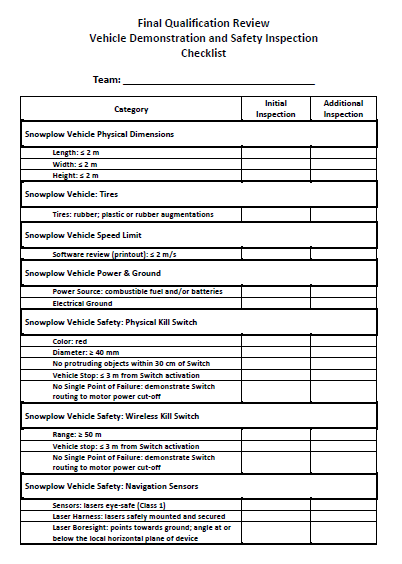 Final Qualification Review
Vehicle Demonstration and Safety Inspection
Checklist
Team: ___________________________________
Category
Initial
Inspection
Additional
Inspection
Snowplow Vehicle Physical Dimensions
Length: ≤ 2 m
Width: ≤ 2 m
Height: ≤ 2 m
Snowplow Vehicle: Tires
Tires: rubber; plastic or rubber augmentations
Snowplow Vehicle Speed Limit
Software review (printout): ≤ 2 m/s
Snowplow Vehicle Power & Ground
Power Source: combustible fuel and/or batteries
Electrical Ground
Snowplow Vehicle Safety: Physical Kill Switch
Color: red
Diameter: ≥ 40 mm
No protruding objects within 30 cm of Switch
Vehicle Stop: ≤ 3 m from Switch activation
No Single Point of Failure: demonstrate Switch
routing to motor power cut-off
Snowplow Vehicle Safety: Wireless Kill Switch
Range: ≥ 50 m
Vehicle stop: ≤ 3 m from Switch activation
No Single Point of Failure: demonstrate Switch
routing to motor power cut-off
Snowplow Vehicle Safety: Navigation Sensors
Sensors: lasers eye-safe (Class 1)
Laser Harness: lasers safely mounted and secured
Laser Boresight: points towards ground; angle at or
below the local horizontal plane of device